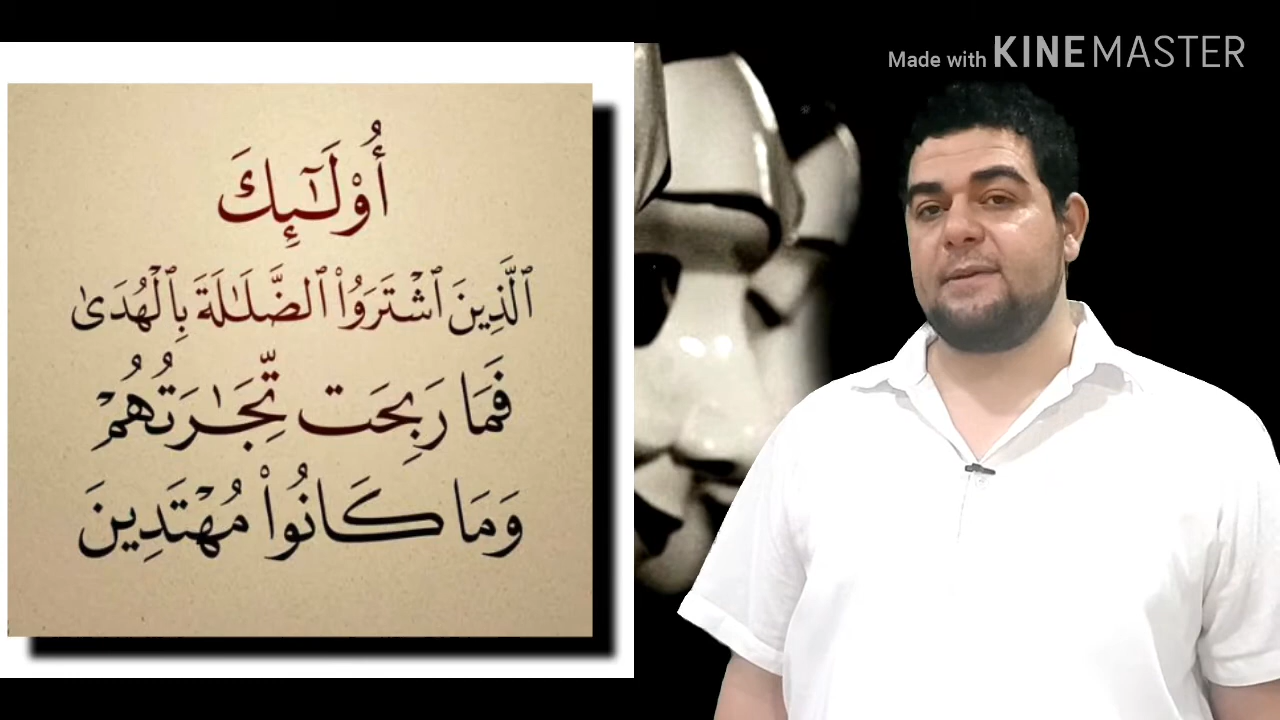 Made with KINEMASTER
أُوْلَـٰٓئِكَ
ٱلَّذِينَ ٱشْتَرَوُاْ ٱلضَّلَـٰلَةَ بِٱلْهُدَىٰ
فَمَا رَبِحَت تِّجَـٰرَتُهُمْ
وَمَا كَانُواْ مُهْتَدِينَ